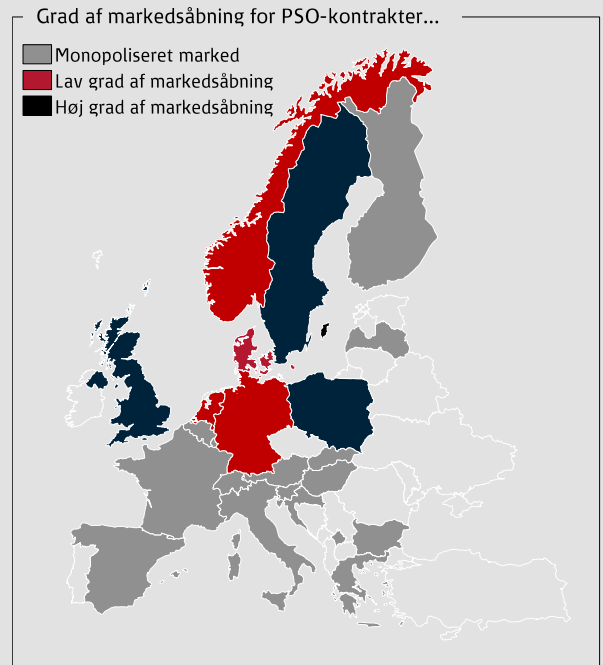 Grad af markedsåbning for PSO-kontrakter...
Monopoliseret marked
Lav grad af markedsåbning
Høj grad af markedsåbning